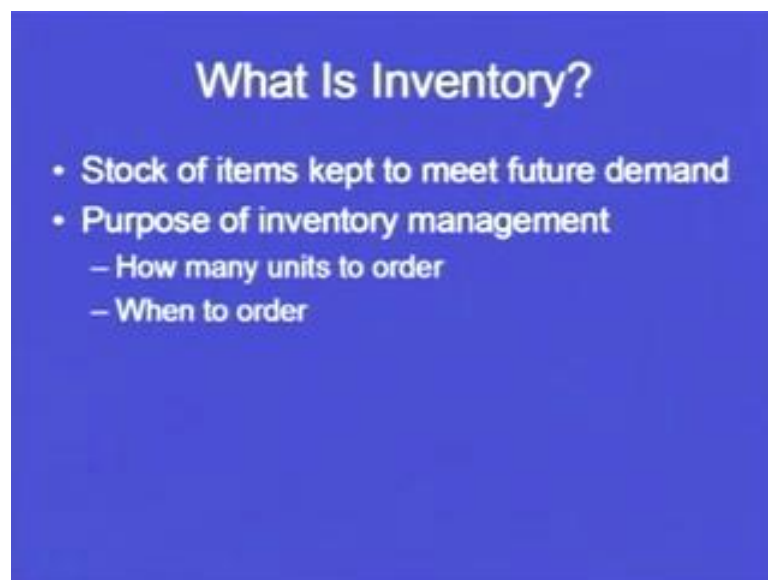 What Is Inventory?
• Stock of items kept to meet future demand
• Purpose of inventory management
– How many units to order
– When to order